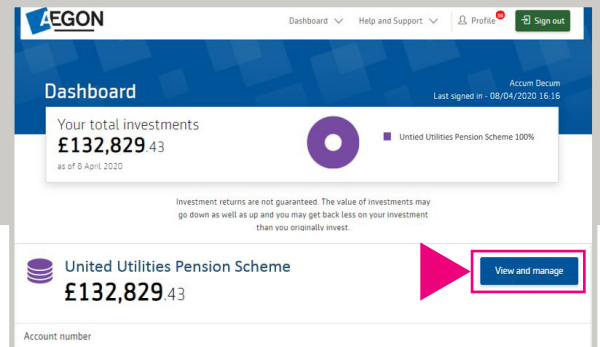 AEGON
Dashboard Help and Support Profile Sign out
Dashboard
Accum Decum
Last signed in - 08/04/2020 16:16
Your total investments
£132,829.43
as of 8 April 2020
Untied Utilities Pension Scheme 100%
Investment returns are not guaranteed. The value of investments may
go down as well as up and you may get back less on your investment
than you originally invest.
United Utilities Pension Scheme
£132,829.43
View and manage
Account number